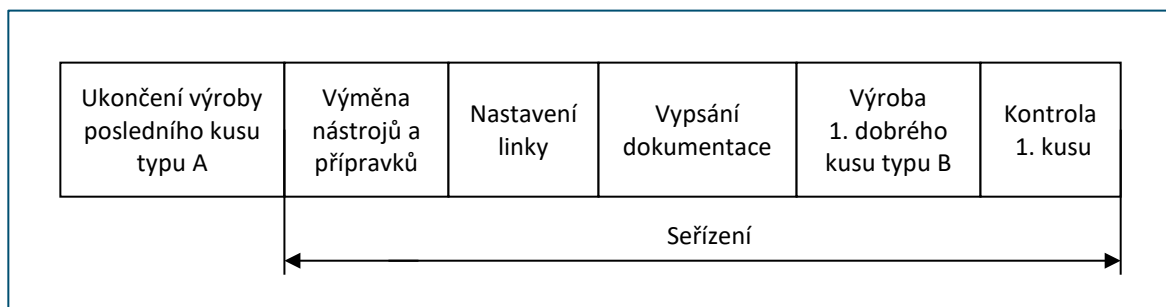 Ukončení výroby
posledního kusu
typu A
Výměna
nástrojů a
přípravků
Nastavení
linky
Vypsání
dokumentace
Výroba
1. dobrého
kusu typu B
Kontrola
1. kusu
Seřízení